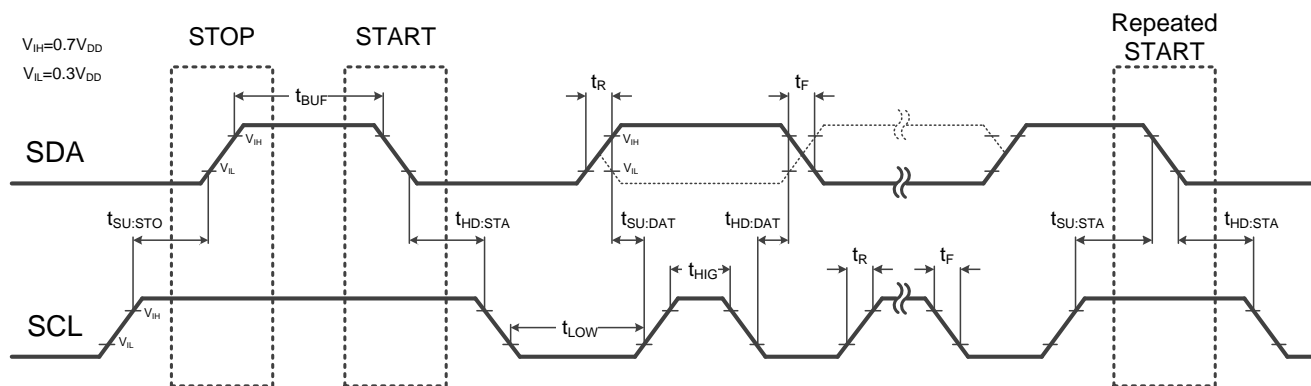 V_IH=0.7V_DD
V_IL=0.3V_DD
STOP
START
Repeated
START
t_BUF
t_R
t_F
V_IH
V_IL
V_IH
V_IL
SDA
t_SU:STO
t_HD:STA
t_SU:DAT
t_HD:DAT
t_SU:STA
t_HD:STA
t_HIG
t_R
t_F
V_IH
V_IL
t_LOW
SCL